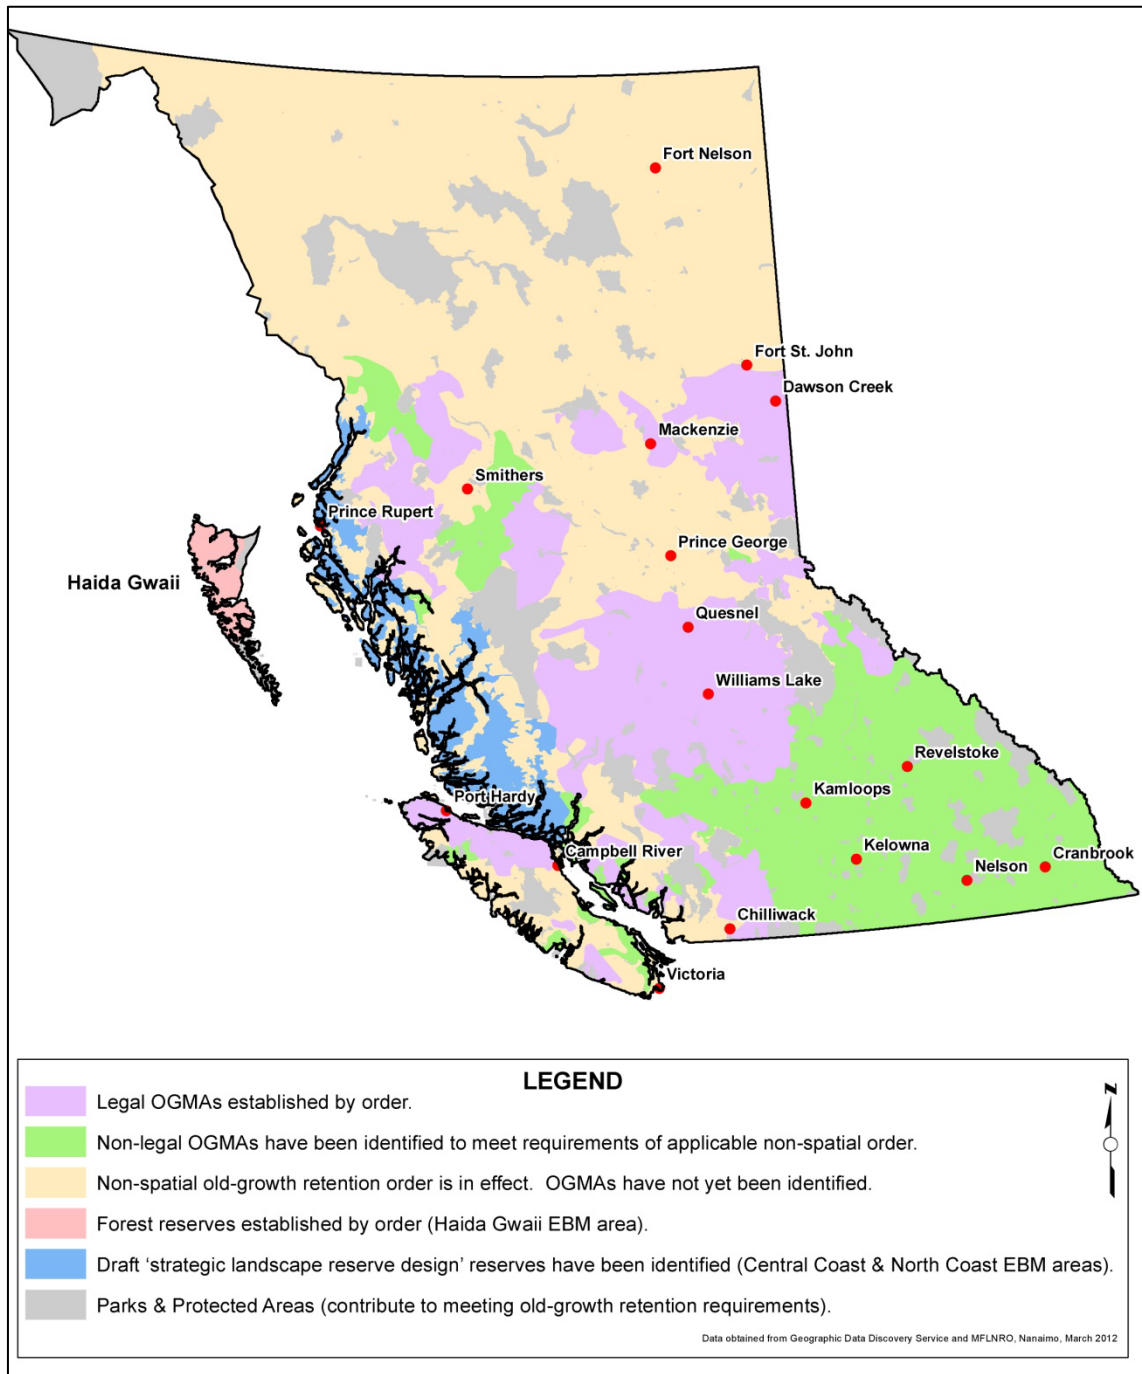 Fort Nelson
Fort St. John
Dawson Creek
Mackenzie
Smithers
Prince Rupert
Prince George
Haida Gwaii
Quesnel
Williams Lake
Revelstoke
Port Hardy
Kamloops
Campbell River
Kelowna
Cranbrook
Nelson
Chilliwack
Victoria
LEGEND
Legal OGMAs established by order.
Non-legal OGMAs have been identified to meet requirements of applicable non-spatial order.
Non-spatial old-growth retention order is in effect.  OGMAs have not yet been identified.
Forest reserves established by order (Haida Gwaii EBM area).
Draft ‘strategic landscape reserve design’ reserves have been identified (Central Coast & North Coast EBM areas).
Parks & Protected Areas (contribute to meeting old-growth retention requirements).
N
Data obtained from Geographic Data Discovery Service and MFLNRO, Nanaimo, March 2012